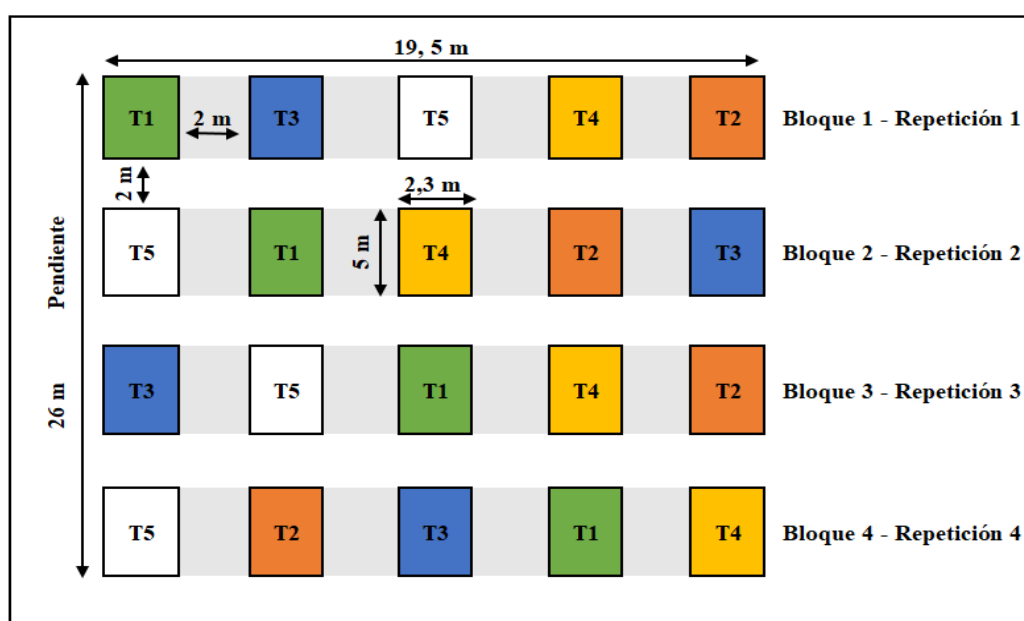 19, 5 m
T1 2 m T3 T5 T4 T2 Bloque 1 - Repetición 1
2 m
2,3 m
T5 T1 5 m T4 T2 T3 Bloque 2 - Repetición 2
Pendiente
T3 T5 T1 T4 T2 Bloque 3 - Repetición 3
26 m
T5 T2 T3 T1 T4 Bloque 4 - Repetición 4